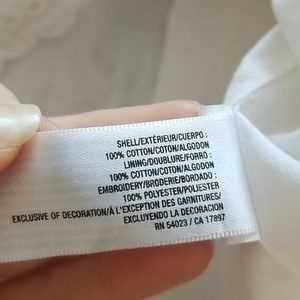 SHELL/EXTÉRIEUR/CUERPO :
100% COTTON/COTON/ALGODON
LINING/DOUBLURE/FORRO :
100% COTTON/COTON/ALGODON
EMBROIDERY/BRODERIE/BORDADO :
100% POLYESTER/POLIESTER
EXCLUSIVE OF DECORATION/À L'EXCEPTION DES GARNITURES/
EXCLUYENDO LA DECORACION
RN 54023 / CA 17897